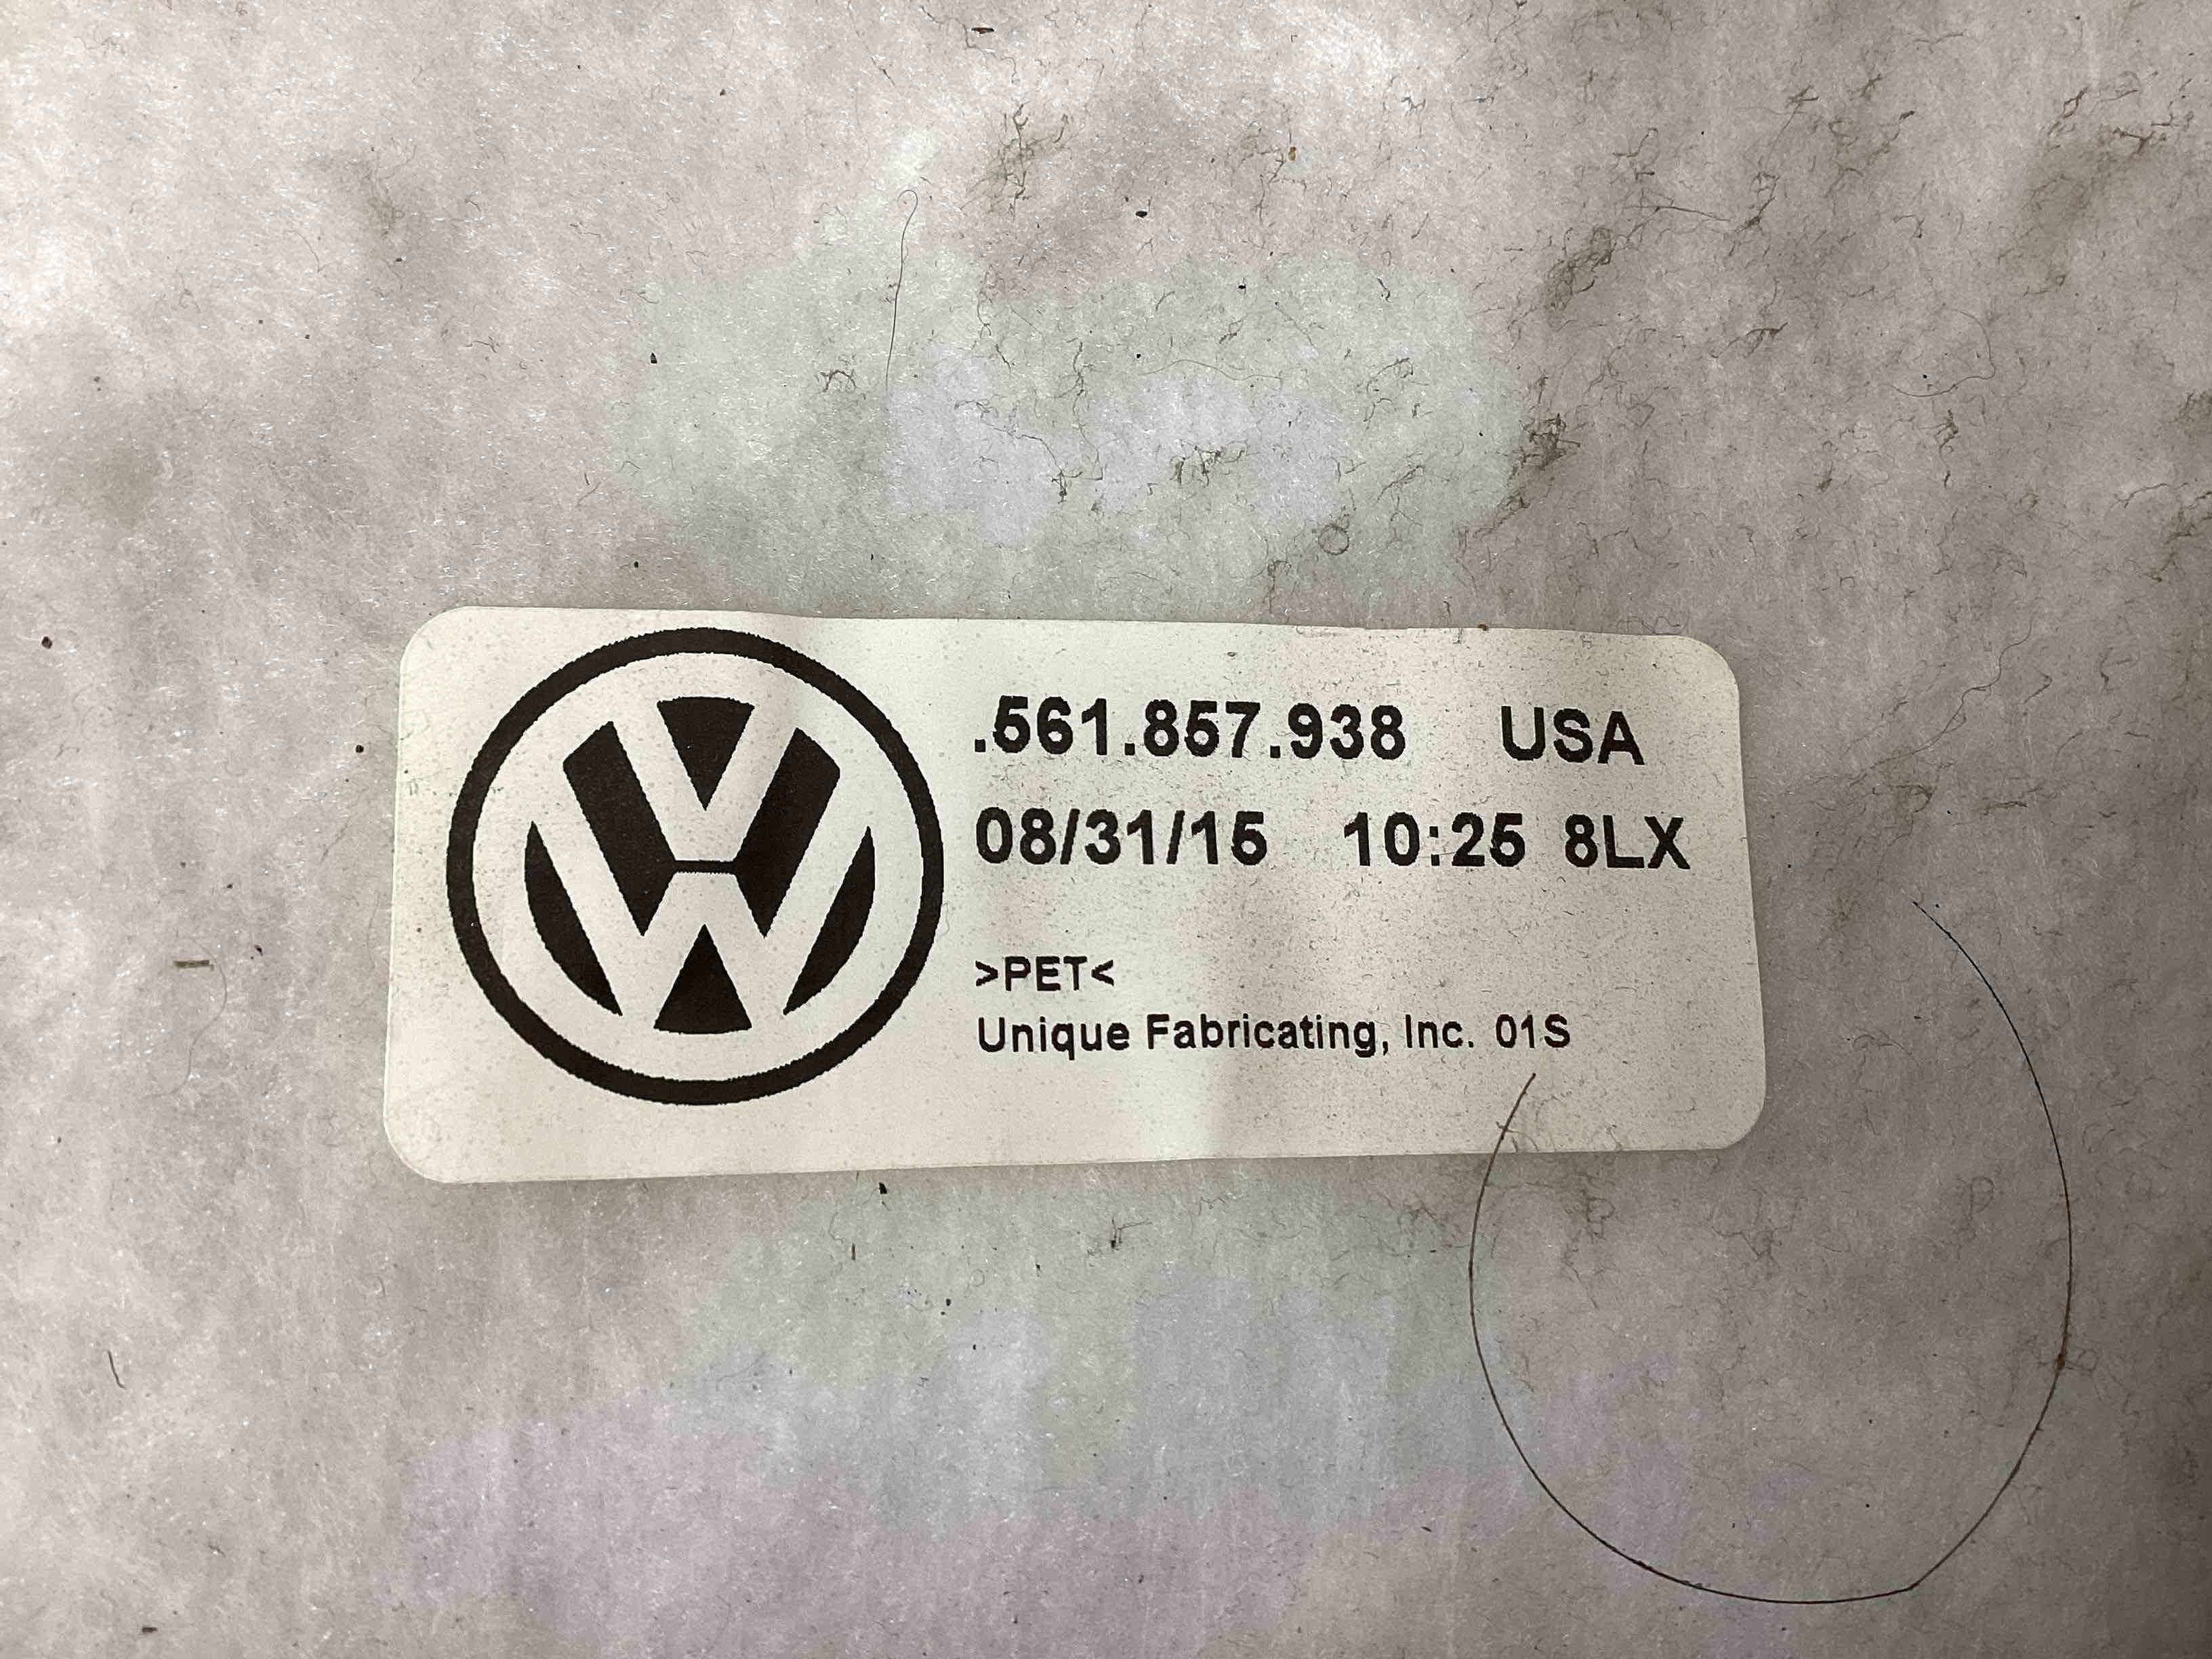 .561.857.938 USA
08/31/15 10:25 8LX
>PET<
Unique Fabricating, Inc. 01S